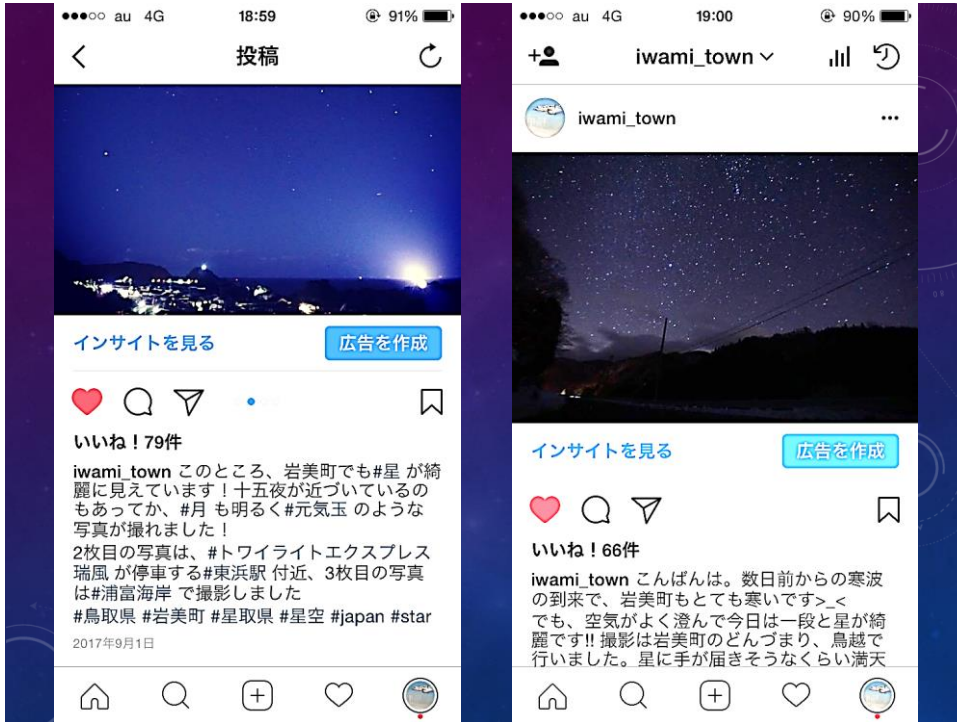 au 4G 18:59 91%
投稿
インサイトを見る 広告を作成
いいね！79件
iwami_town このところ、岩美町でも#星 が綺
麗に見えています！十五夜が近づいているの
もあってか、#月 も明るく#元気玉 のような
写真が撮れました！
2枚目の写真は、#トワイライトエクスプレス
瑞風 が停車する#東浜駅 付近、3枚目の写真
は#浦富海岸 で撮影しました
#鳥取県 #岩美町 #星取県 #星空 #japan #star
2017年9月1日
au 4G 19:00 90%
iwami_town
iwami_town
インサイトを見る 広告を作成
いいね！66件
iwami_town こんばんは。数日前からの寒波
の到来で、岩美町もとても寒いです>_<
でも、空気がよく澄んで今日は一段と星が綺
麗です!! 撮影は岩美町のどんづまり、鳥越で
行いました。星に手が届きそうなくらい満天